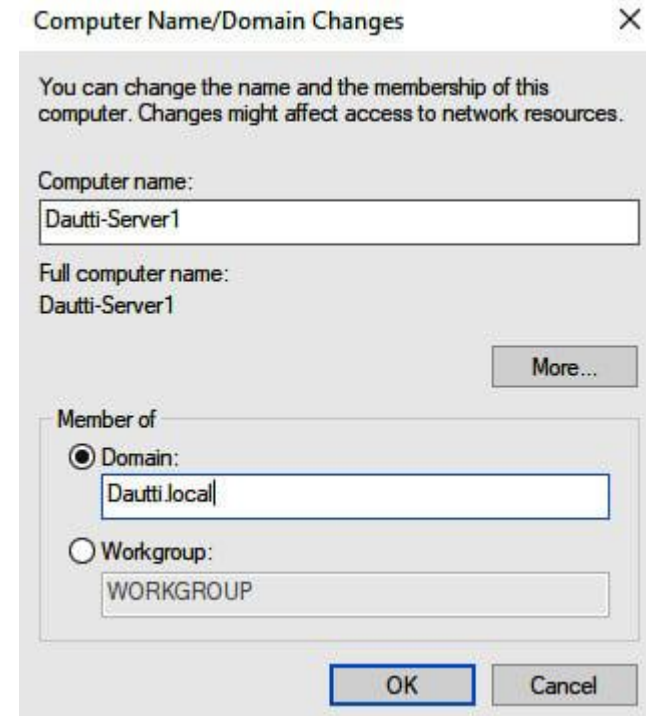 Computer Name/Domain Changes
You can change the name and the membership of this
computer. Changes might affect access to network resources.
Computer name:
Dautti-Server1
Full computer name:
Dautti-Server1
More...
Member of
Domain:
Dautti.local
Workgroup:
WORKGROUP
OK
Cancel